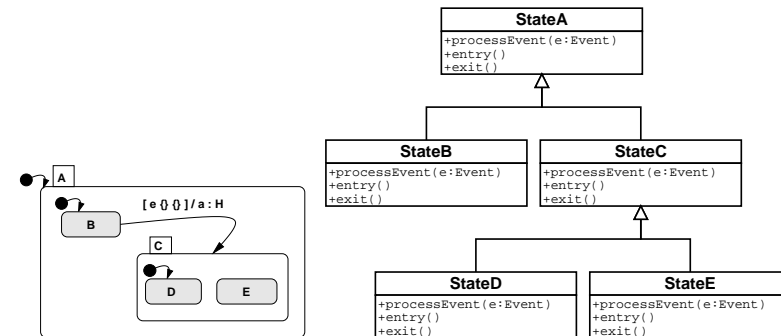 StateA
+processEvent(e:Event)
+entry()
+exit()
StateB
+processEvent(e:Event)
+entry()
+exit()
StateC
+processEvent(e:Event)
+entry()
+exit()
StateD
+processEvent(e:Event)
+entry()
+exit()
StateE
+processEvent(e:Event)
+entry()
+exit()
A
[ e {} {} ] / a : H
B
C
D
E